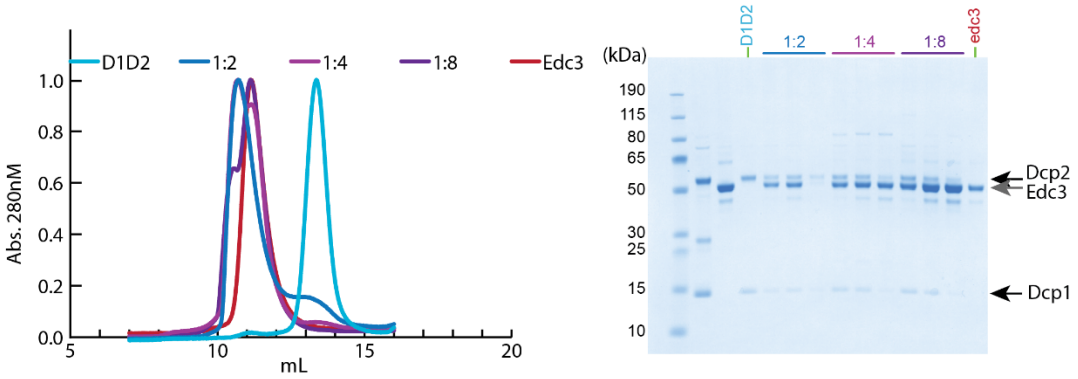 D1D2 1:2 1:4 1:8 Edc3
Abs. 280nM
1.0
0.8
0.6
0.4
0.2
0.0
5 10 15 20
mL
(kDa)
D1D2 1:2 1:4 1:8 edc3
190
115
80
65
50
30
25
15
10
Dcp2
Edc3
Dcp1